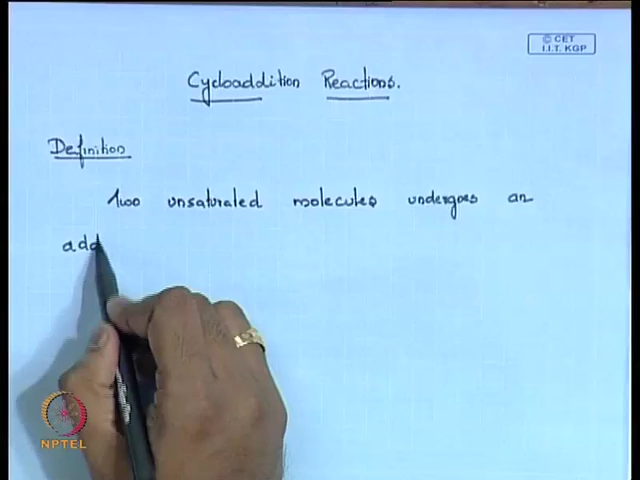 © CET
I.I.T. KGP
Cycloaddition Reactions.
Definition
Two unsaturated molecules undergoes an
add
NPTEL